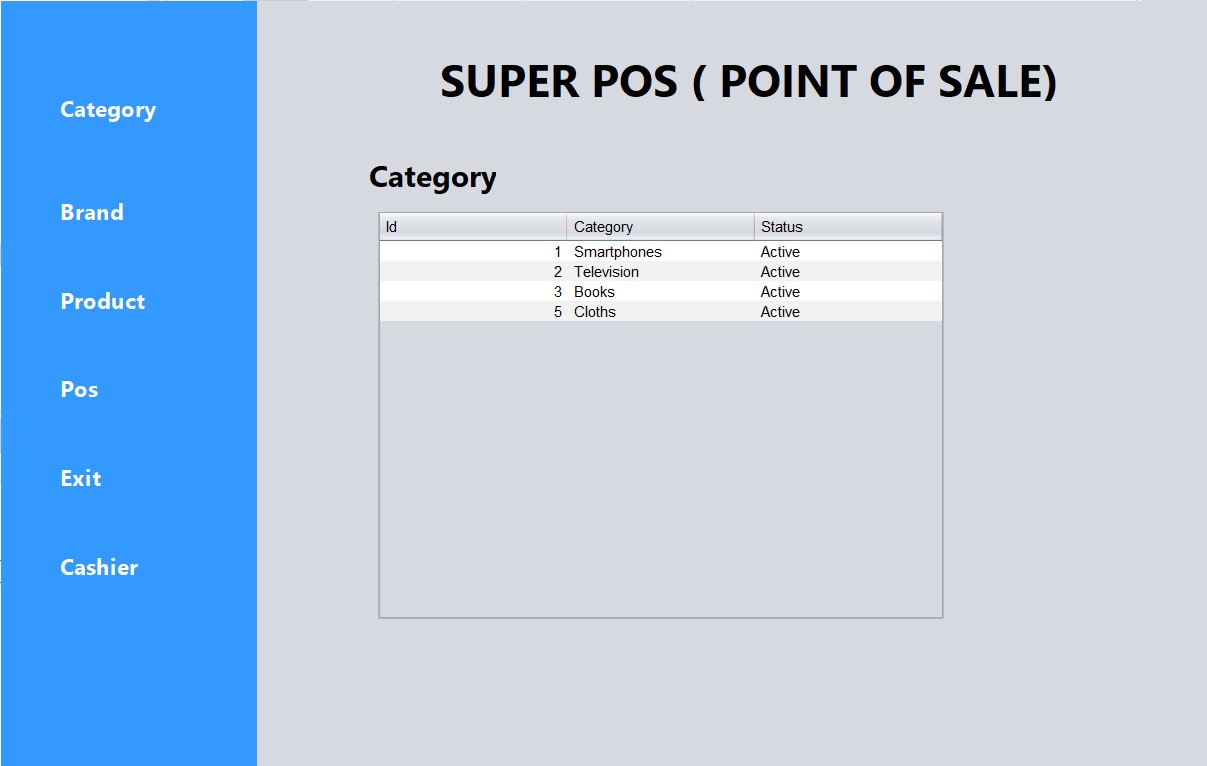 Category
Brand
Product
Pos
Exit
Cashier
SUPER POS ( POINT OF SALE)
Category
Id Category Status
1 Smartphones Active
2 Television Active
3 Books Active
5 Cloths Active